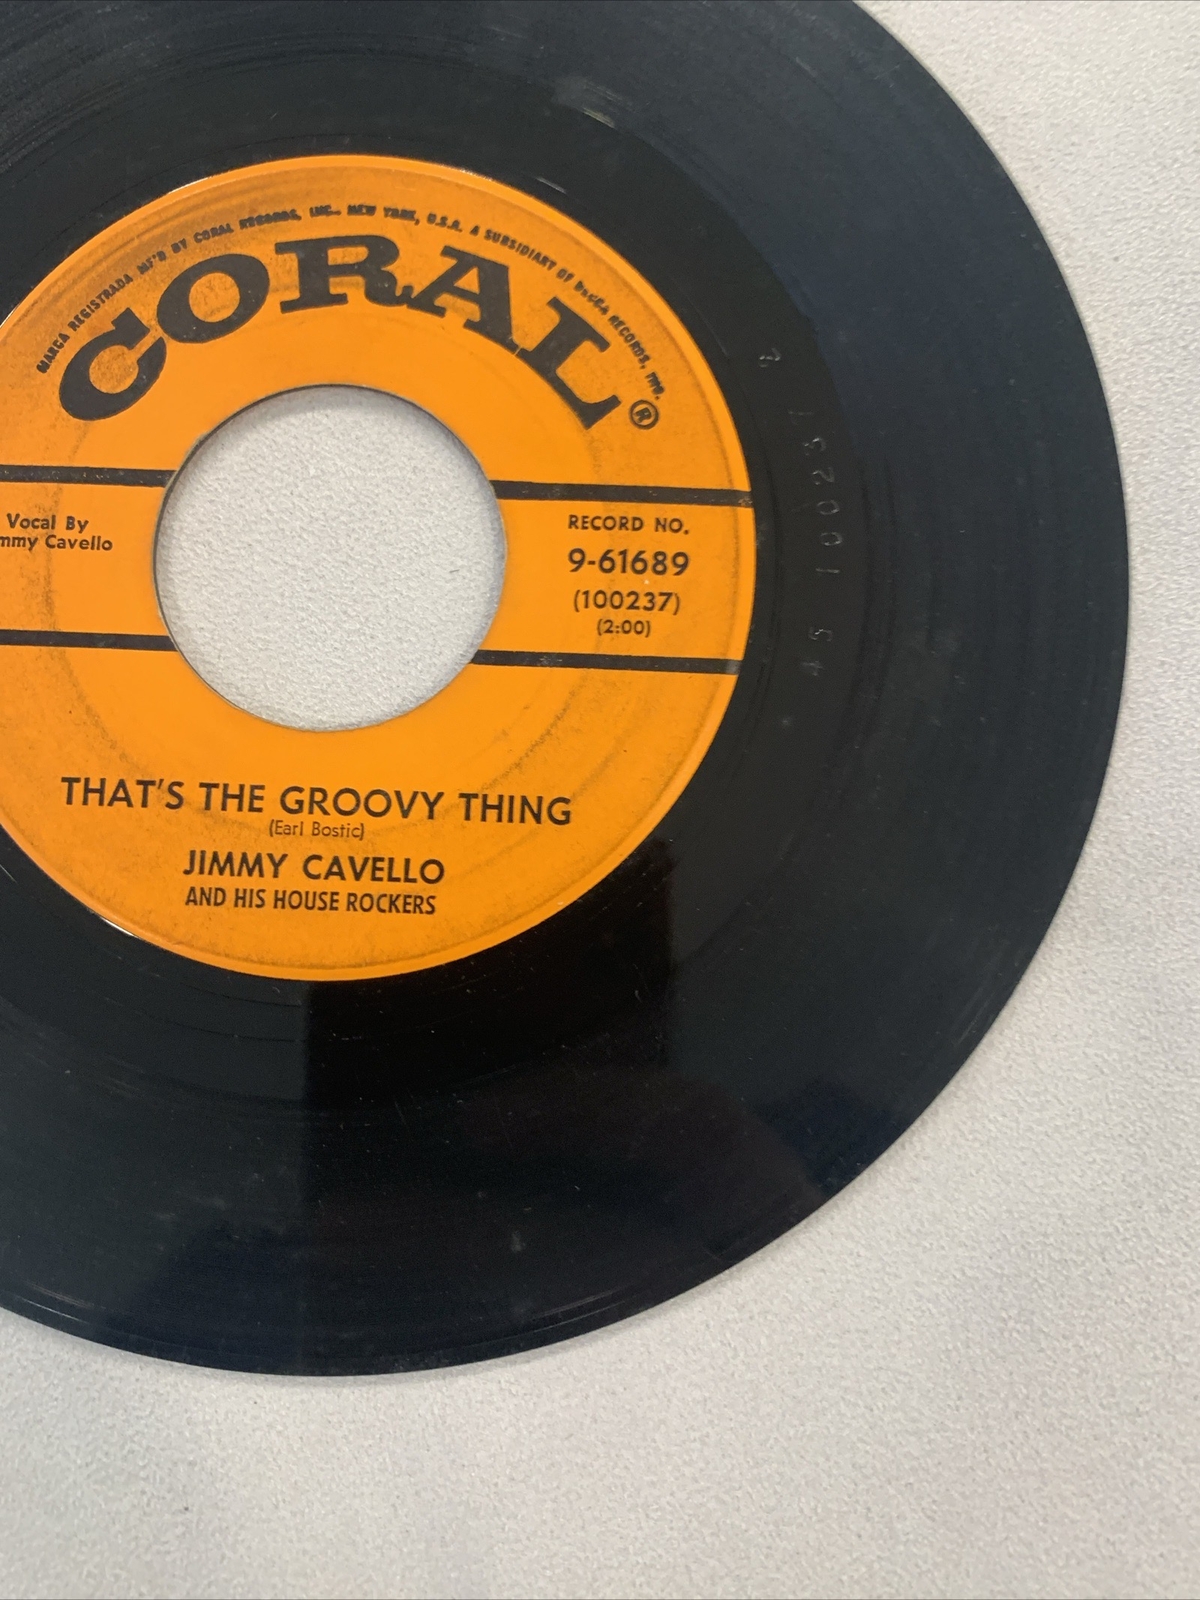 MARCA REGISTRADA MF'D BY CORAL RECORDS, INC., NEW YORK, U.S.A. A SUBSIDIARY OF DECCA RECORDS, INC.
CORAL®
Vocal By
mmy Cavello
RECORD NO.
9-61689
(100237)
(2:00)
THAT'S THE GROOVY THING
(Earl Bostic)
JIMMY CAVELLO
AND HIS HOUSE ROCKERS
45 100237